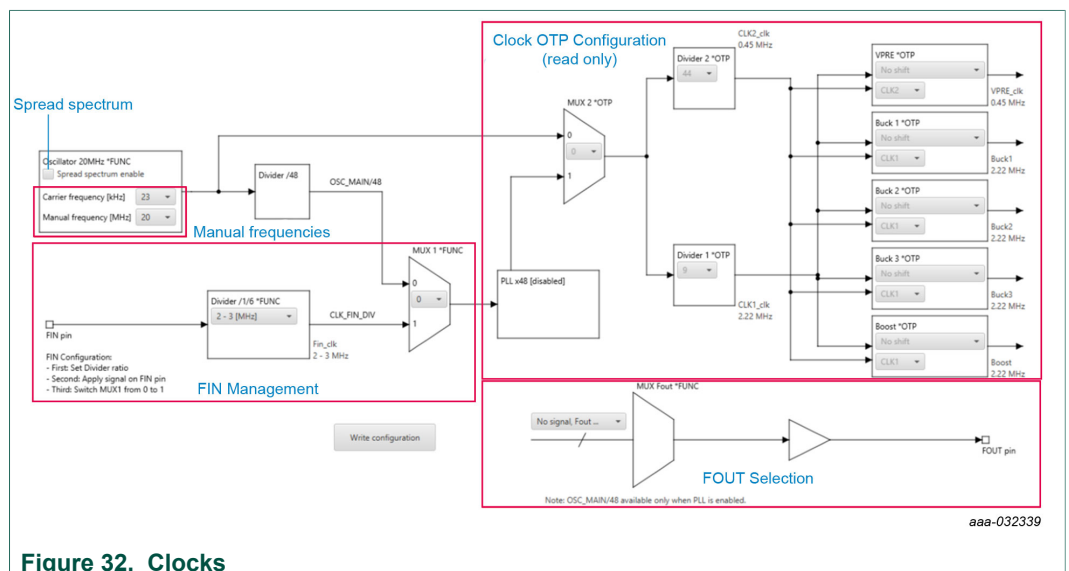 Clock OTP Configuration
(read only)
CLK2_clk
0.45 MHz
Divider 2 *OTP
44
VPRE *OTP
No shift
CLK2
VPRE_clk
0.45 MHz
Spread spectrum
MUX 2 *OTP
0
0
1
Buck 1 *OTP
No shift
CLK1
Buck1
2.22 MHz
Oscillator 20MHz *FUNC
Spread spectrum enable
Carrier frequency [kHz]
23
Manual frequency [MHz]
20
Divider /48
OSC_MAIN/48
Manual frequencies
Buck 2 *OTP
No shift
CLK1
Buck2
2.22 MHz
MUX 1 *FUNC
0
0
1
PLL x48 [disabled]
Divider 1 *OTP
9
CLK1_clk
2.22 MHz
Buck 3 *OTP
No shift
CLK1
Buck3
2.22 MHz
Divider /1/6 *FUNC
2 - 3 [MHz]
CLK_FIN_DIV
Fin_clk
2 - 3 MHz
FIN pin
Boost *OTP
No shift
CLK1
Boost
2.22 MHz
FIN Configuration:
- First: Set Divider ratio
- Second: Apply signal on FIN pin
- Third: Switch MUX1 from 0 to 1
FIN Management
MUX Fout *FUNC
No signal, Fout ...
FOUT pin
Write configuration
FOUT Selection
Note: OSC_MAIN/48 available only when PLL is enabled.
aaa-032339
Figure 32. Clocks